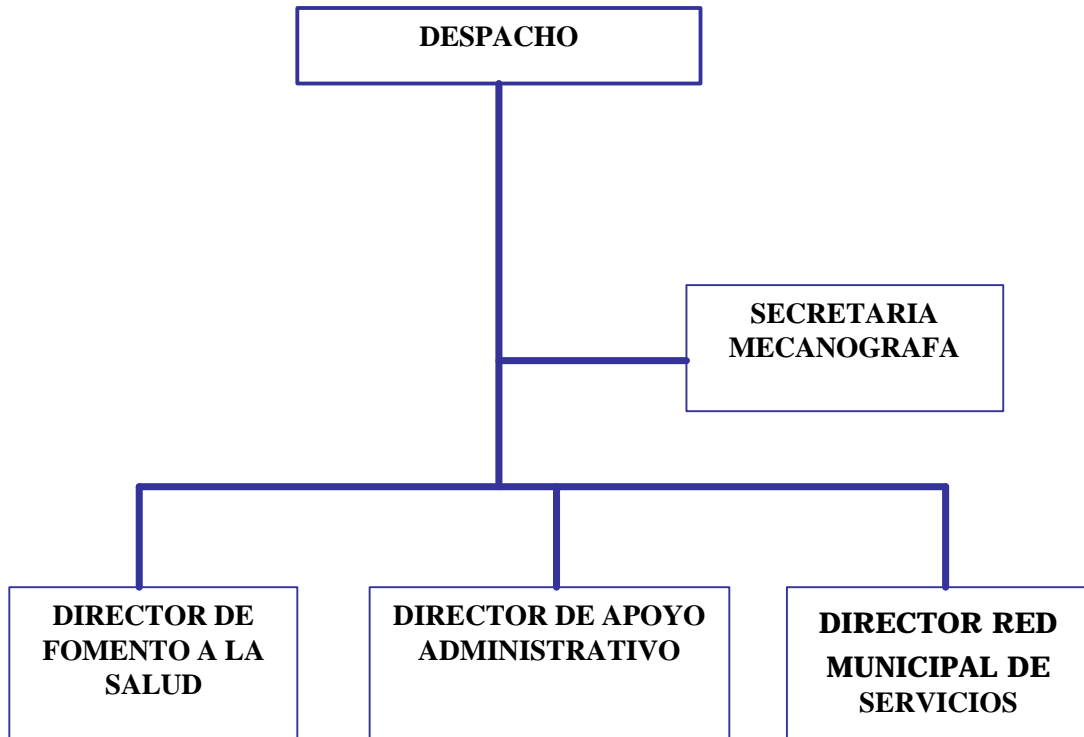 DESPACHO
SECRETARIA
MECANOGRAFA
DIRECTOR DE
FOMENTO A LA
SALUD
DIRECTOR DE APOYO
ADMINISTRATIVO
DIRECTOR RED
MUNICIPAL DE
SERVICIOS